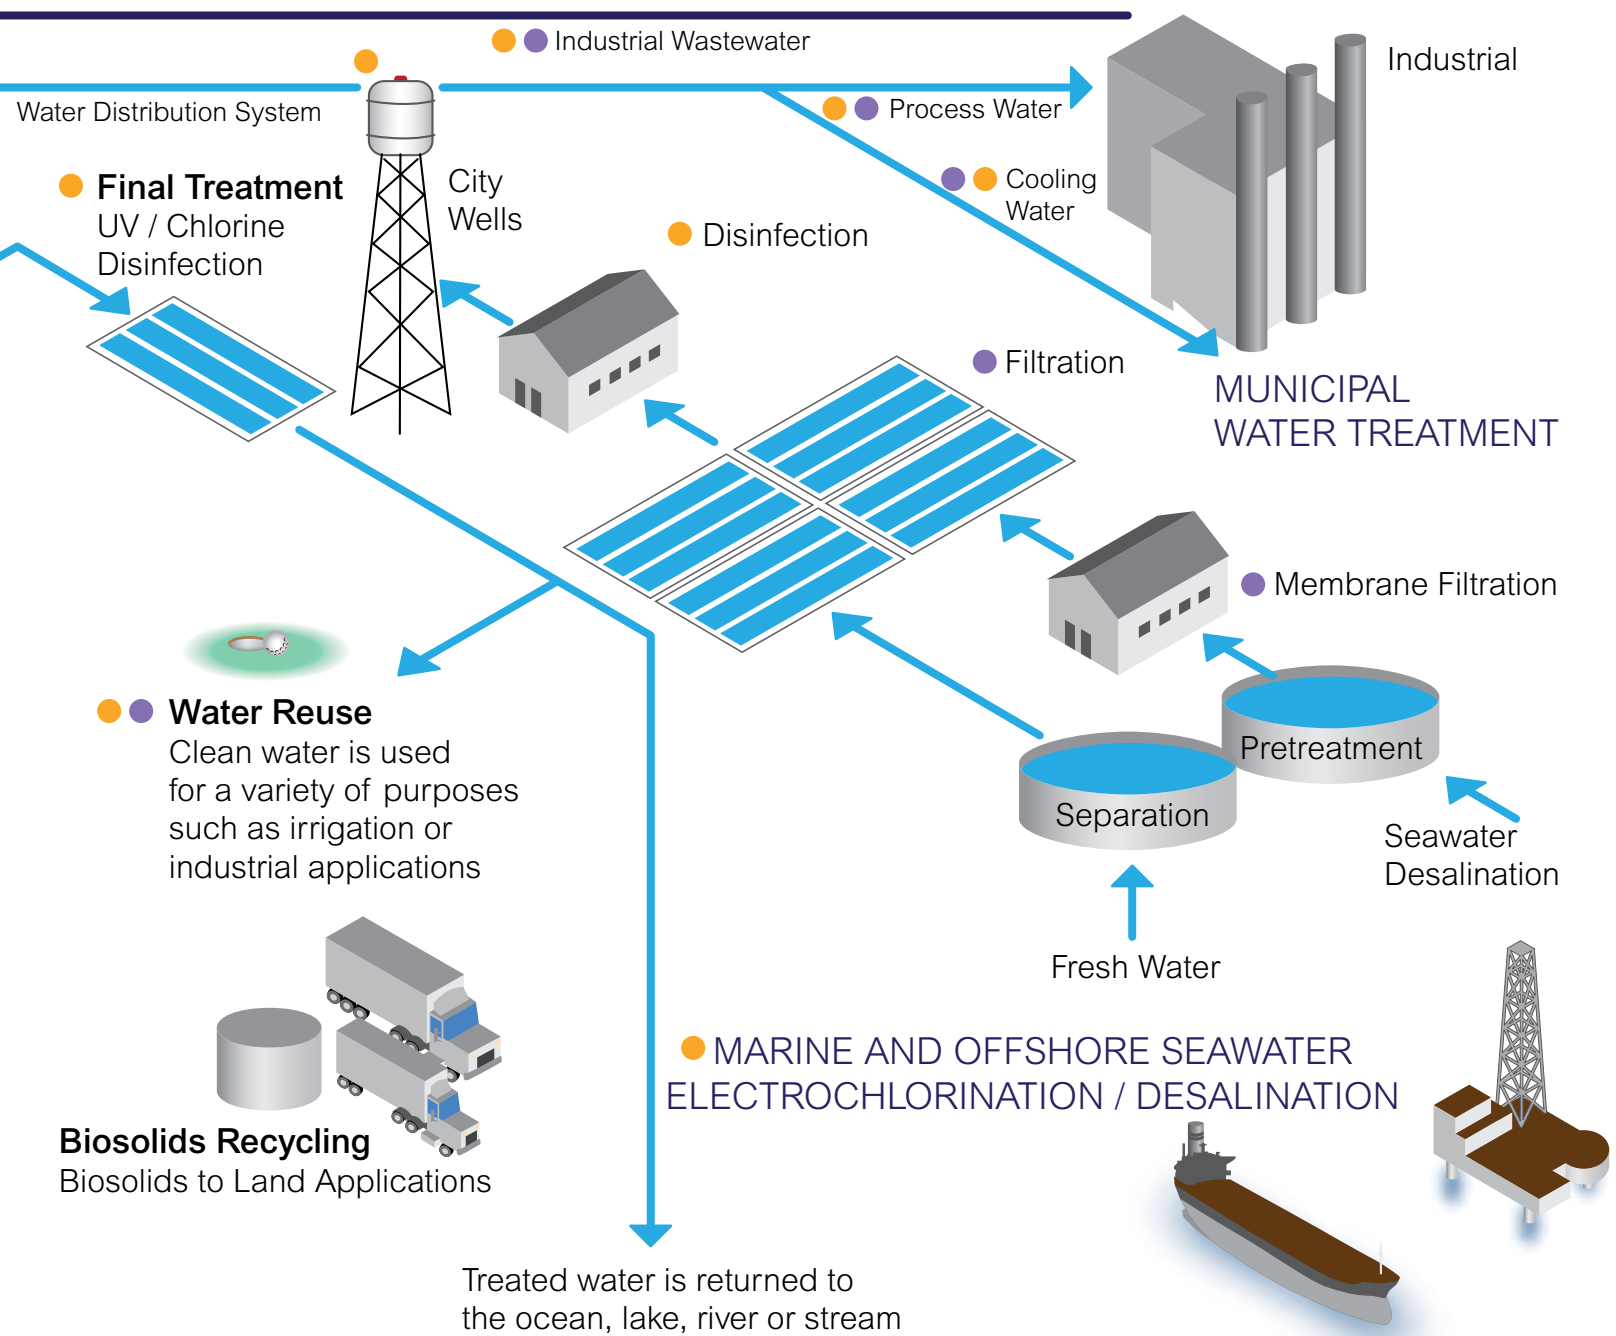 Industrial Wastewater
Industrial
Water Distribution System
Process Water
Final Treatment
UV / Chlorine
Disinfection
City
Wells
Cooling
Water
Disinfection
Filtration
MUNICIPAL
WATER TREATMENT
Membrane Filtration
Water Reuse
Clean water is used
for a variety of purposes
such as irrigation or
industrial applications
Pretreatment
Separation
Seawater
Desalination
Fresh Water
MARINE AND OFFSHORE SEAWATER
ELECTROCHLORINATION / DESALINATION
Biosolids Recycling
Biosolids to Land Applications
Treated water is returned to
the ocean, lake, river or stream